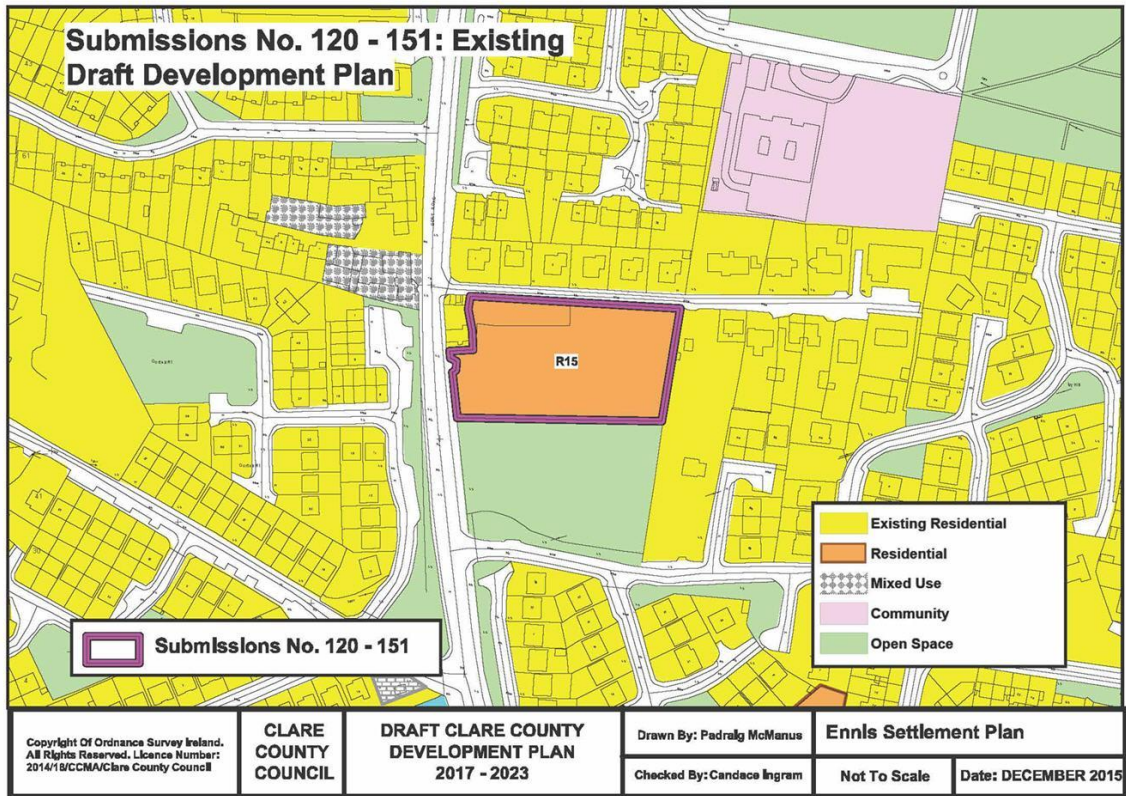 Submissions No. 120 - 151: Existing
Draft Development Plan
R15
Existing Residential
Residential
Mixed Use
Community
Open Space
Submissions No. 120 - 151
Copyright Of Ordnance Survey Ireland.
All Rights Reserved. Licence Number:
2014/18/CCMA/Clare County Council
CLARE
COUNTY
COUNCIL
DRAFT CLARE COUNTY
DEVELOPMENT PLAN
2017 - 2023
Drawn By: Padraig McManus
Checked By: Candace Ingram
Ennis Settlement Plan
Not To Scale
Date: DECEMBER 2015